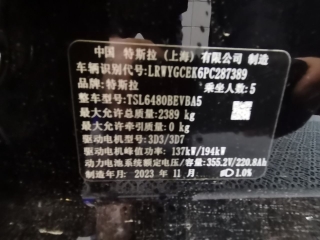 中国 特斯拉（上海）有限公司 制造
车辆识别代号:LRWYGCEK6PC287389
品牌:特斯拉 乘坐人数:5
整车型号:TSL6480BEVBA5
最大允许总质量:2389 kg
最大允许牵引质量:0 kg
驱动电机型号:3D3/3D7
驱动电机峰值功率:137kW/194kW
动力电池系统额定电压/容量:355.2V/220.8Ah
制造年月:2023 年 11 月 1.0%